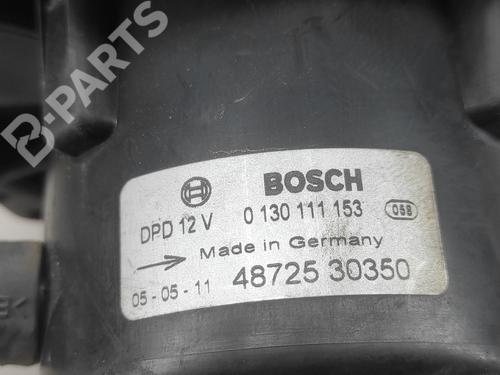 B-PARTS
BOSCH
DPD 12 V 0 130 111 153 058
Made in Germany
05-05-11 48725 30350